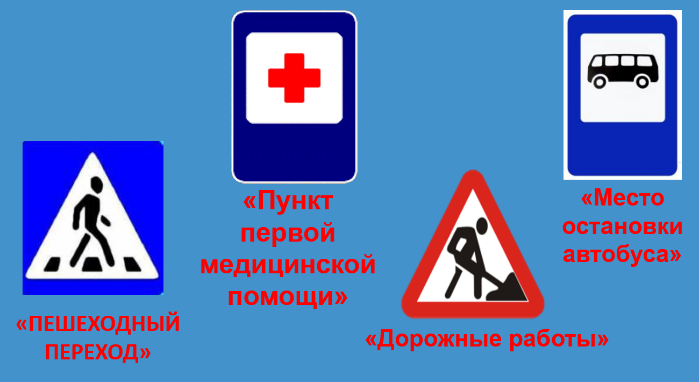 «Пункт
первой
медицинской
помощи»
«Место
остановки
автобуса»
«ПЕШЕХОДНЫЙ
ПЕРЕХОД»
«Дорожные работы»